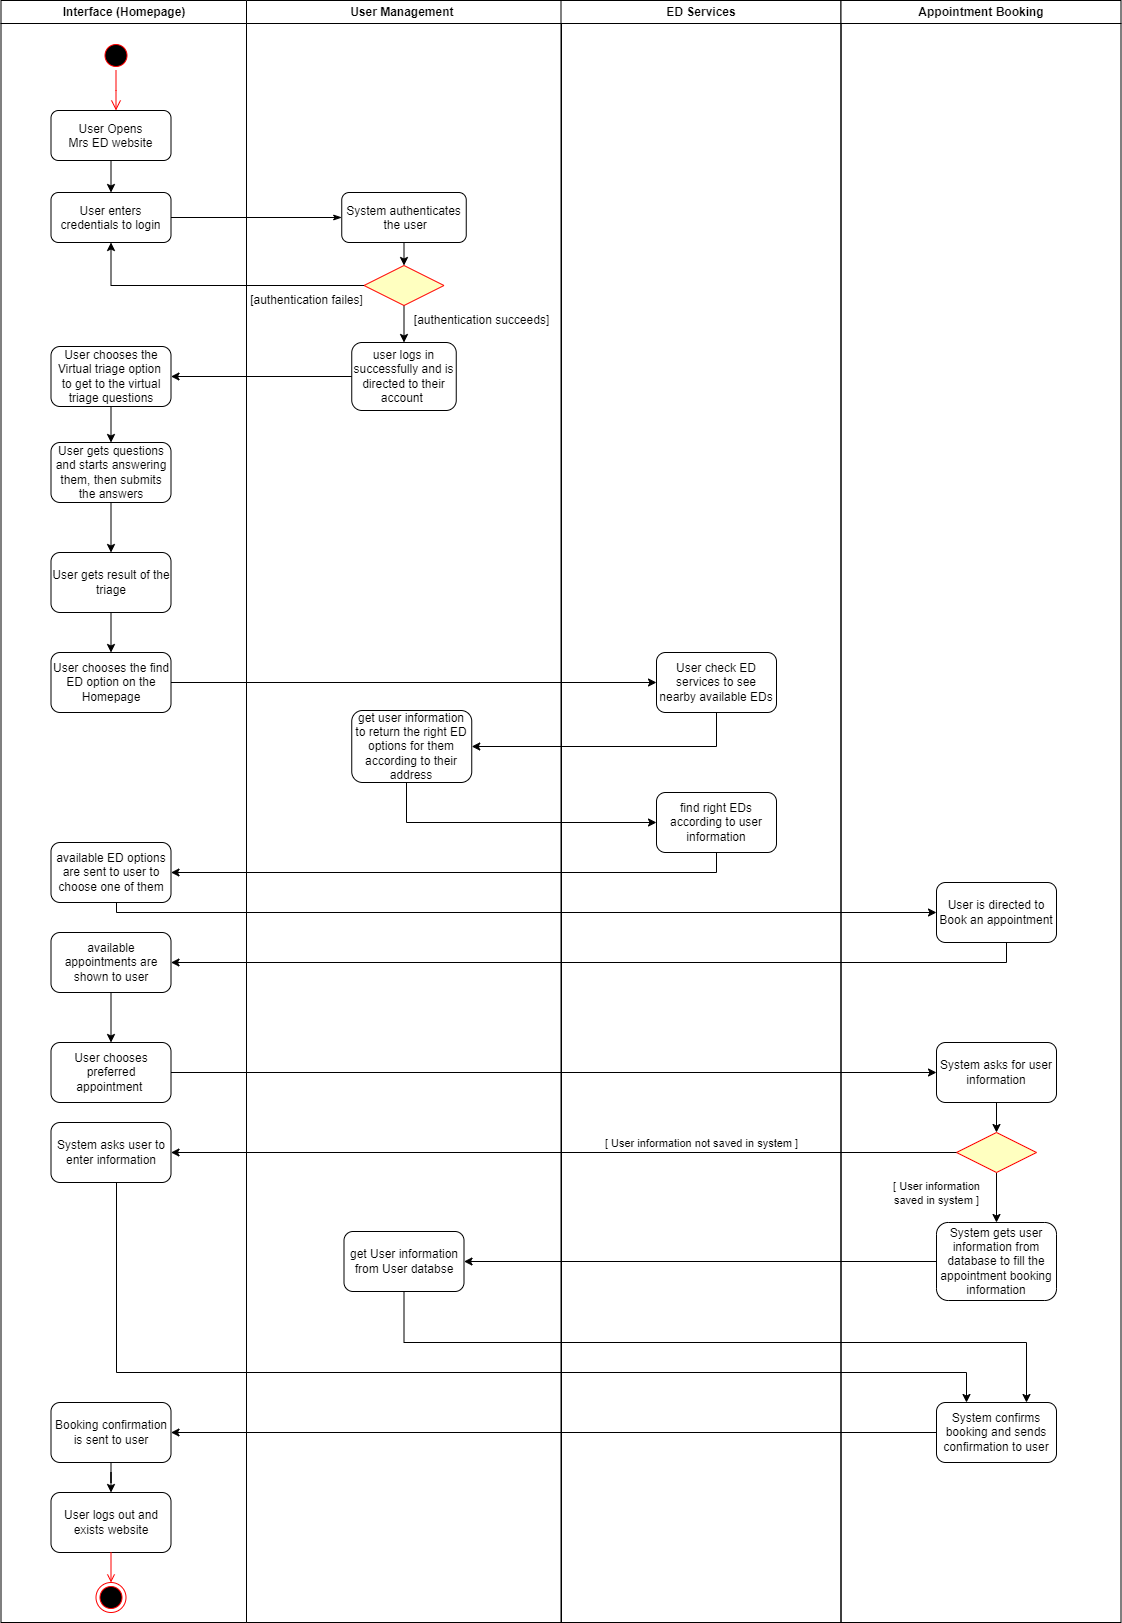 Interface (Homepage)
User Management
ED Services
Appointment Booking
User Opens
Mrs ED website
User enters
credentials to login
System authenticates
the user
[authentication failes]
[authentication succeeds]
user logs in
successfully and is
directed to their
account
User chooses the
Virtual triage option
to get to the virtual
triage questions
User gets questions
and starts answering
them, then submits
the answers
User gets result of the
triage
User chooses the find
ED option on the
Homepage
User check ED
services to see
nearby available EDs
get user information
to return the right ED
options for them
according to their
address
find right EDs
according to user
information
available ED options
are sent to user to
choose one of them
User is directed to
Book an appointment
available
appointments are
shown to user
User chooses
preferred
appointment
System asks for user
information
[ User information not saved in system ]
System asks user to
enter information
[ User information
saved in system ]
System gets user
information from
database to fill the
appointment booking
information
get User information
from User databse
System confirms
booking and sends
confirmation to user
Booking confirmation
is sent to user
User logs out and
exists website